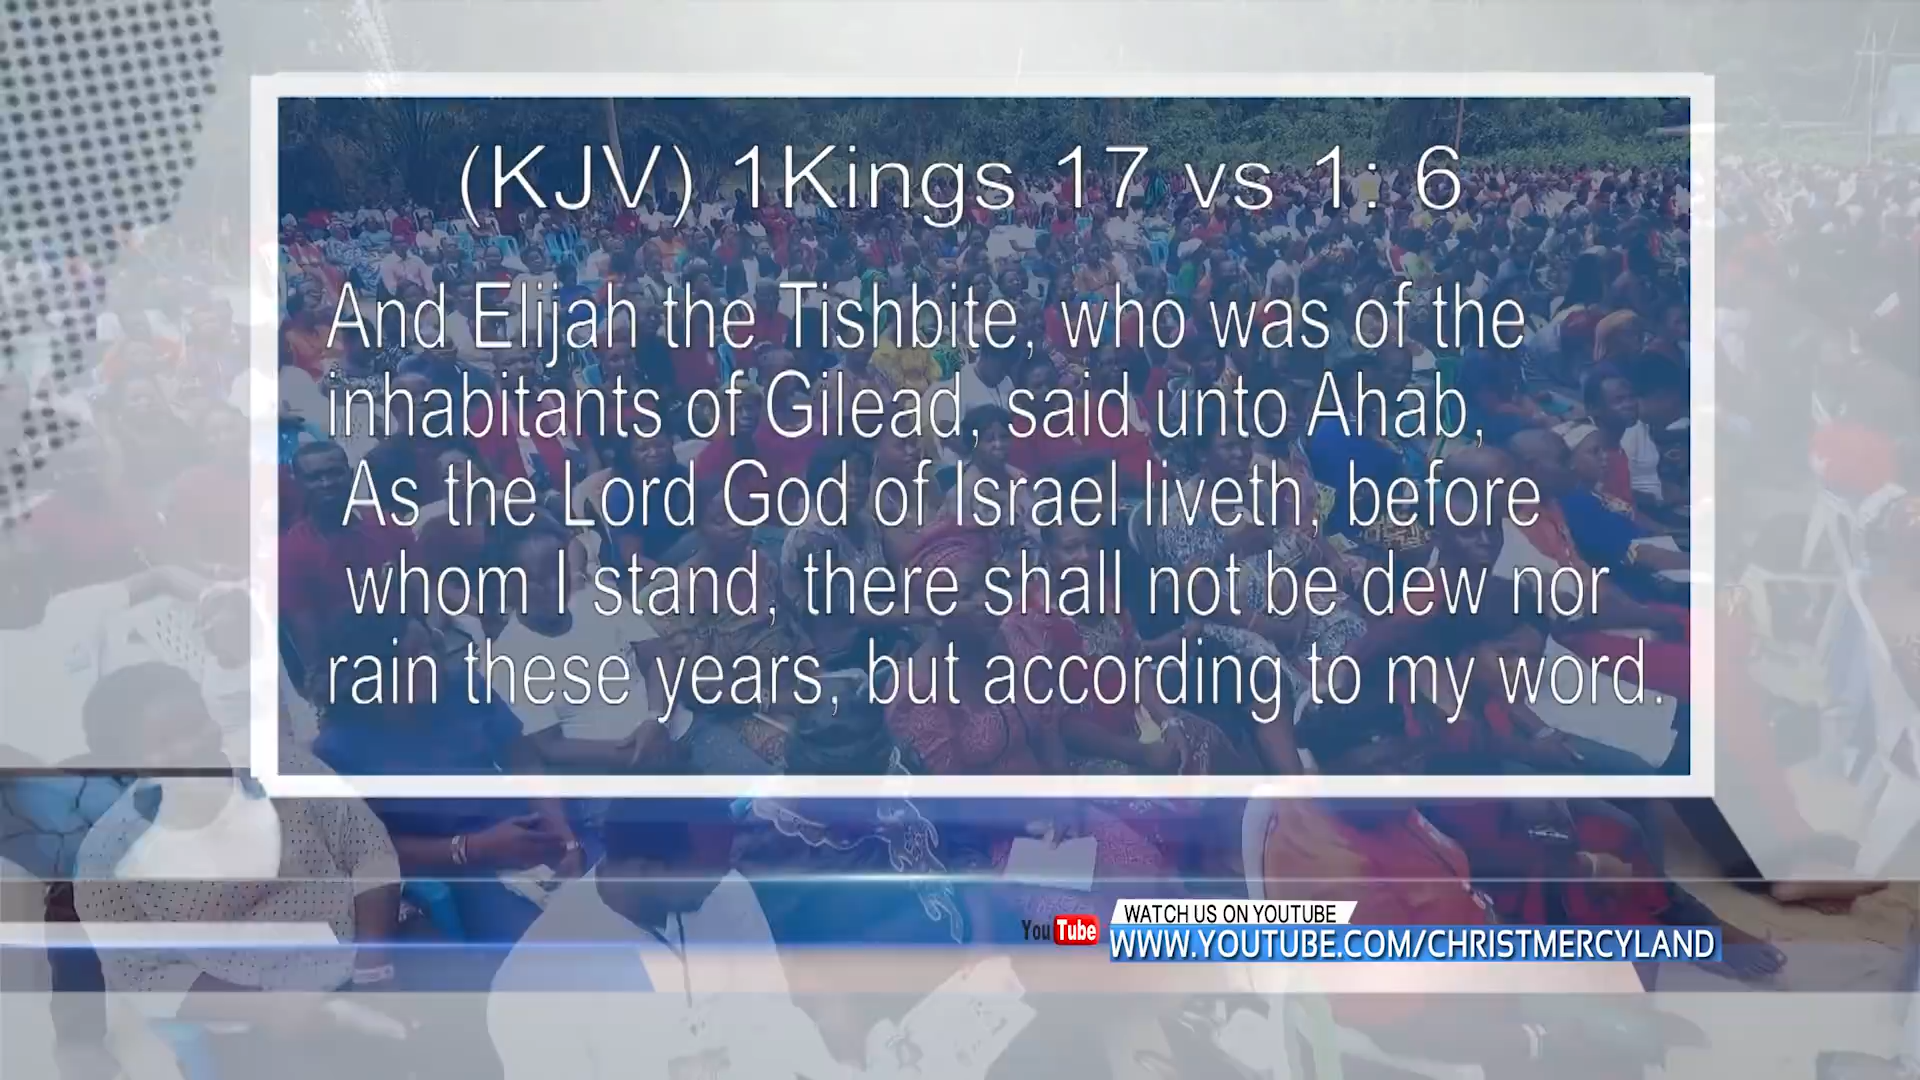 (KJV) 1Kings 17 vs 1: 6
And Elijah the Tishbite, who was of the
inhabitants of Gilead, said unto Ahab,
As the Lord God of Israel liveth, before
whom I stand, there shall not be dew nor
rain these years, but according to my word.
WATCH US ON YOUTUBE
YouTube
WWW.YOUTUBE.COM/CHRISTMERCYLAND